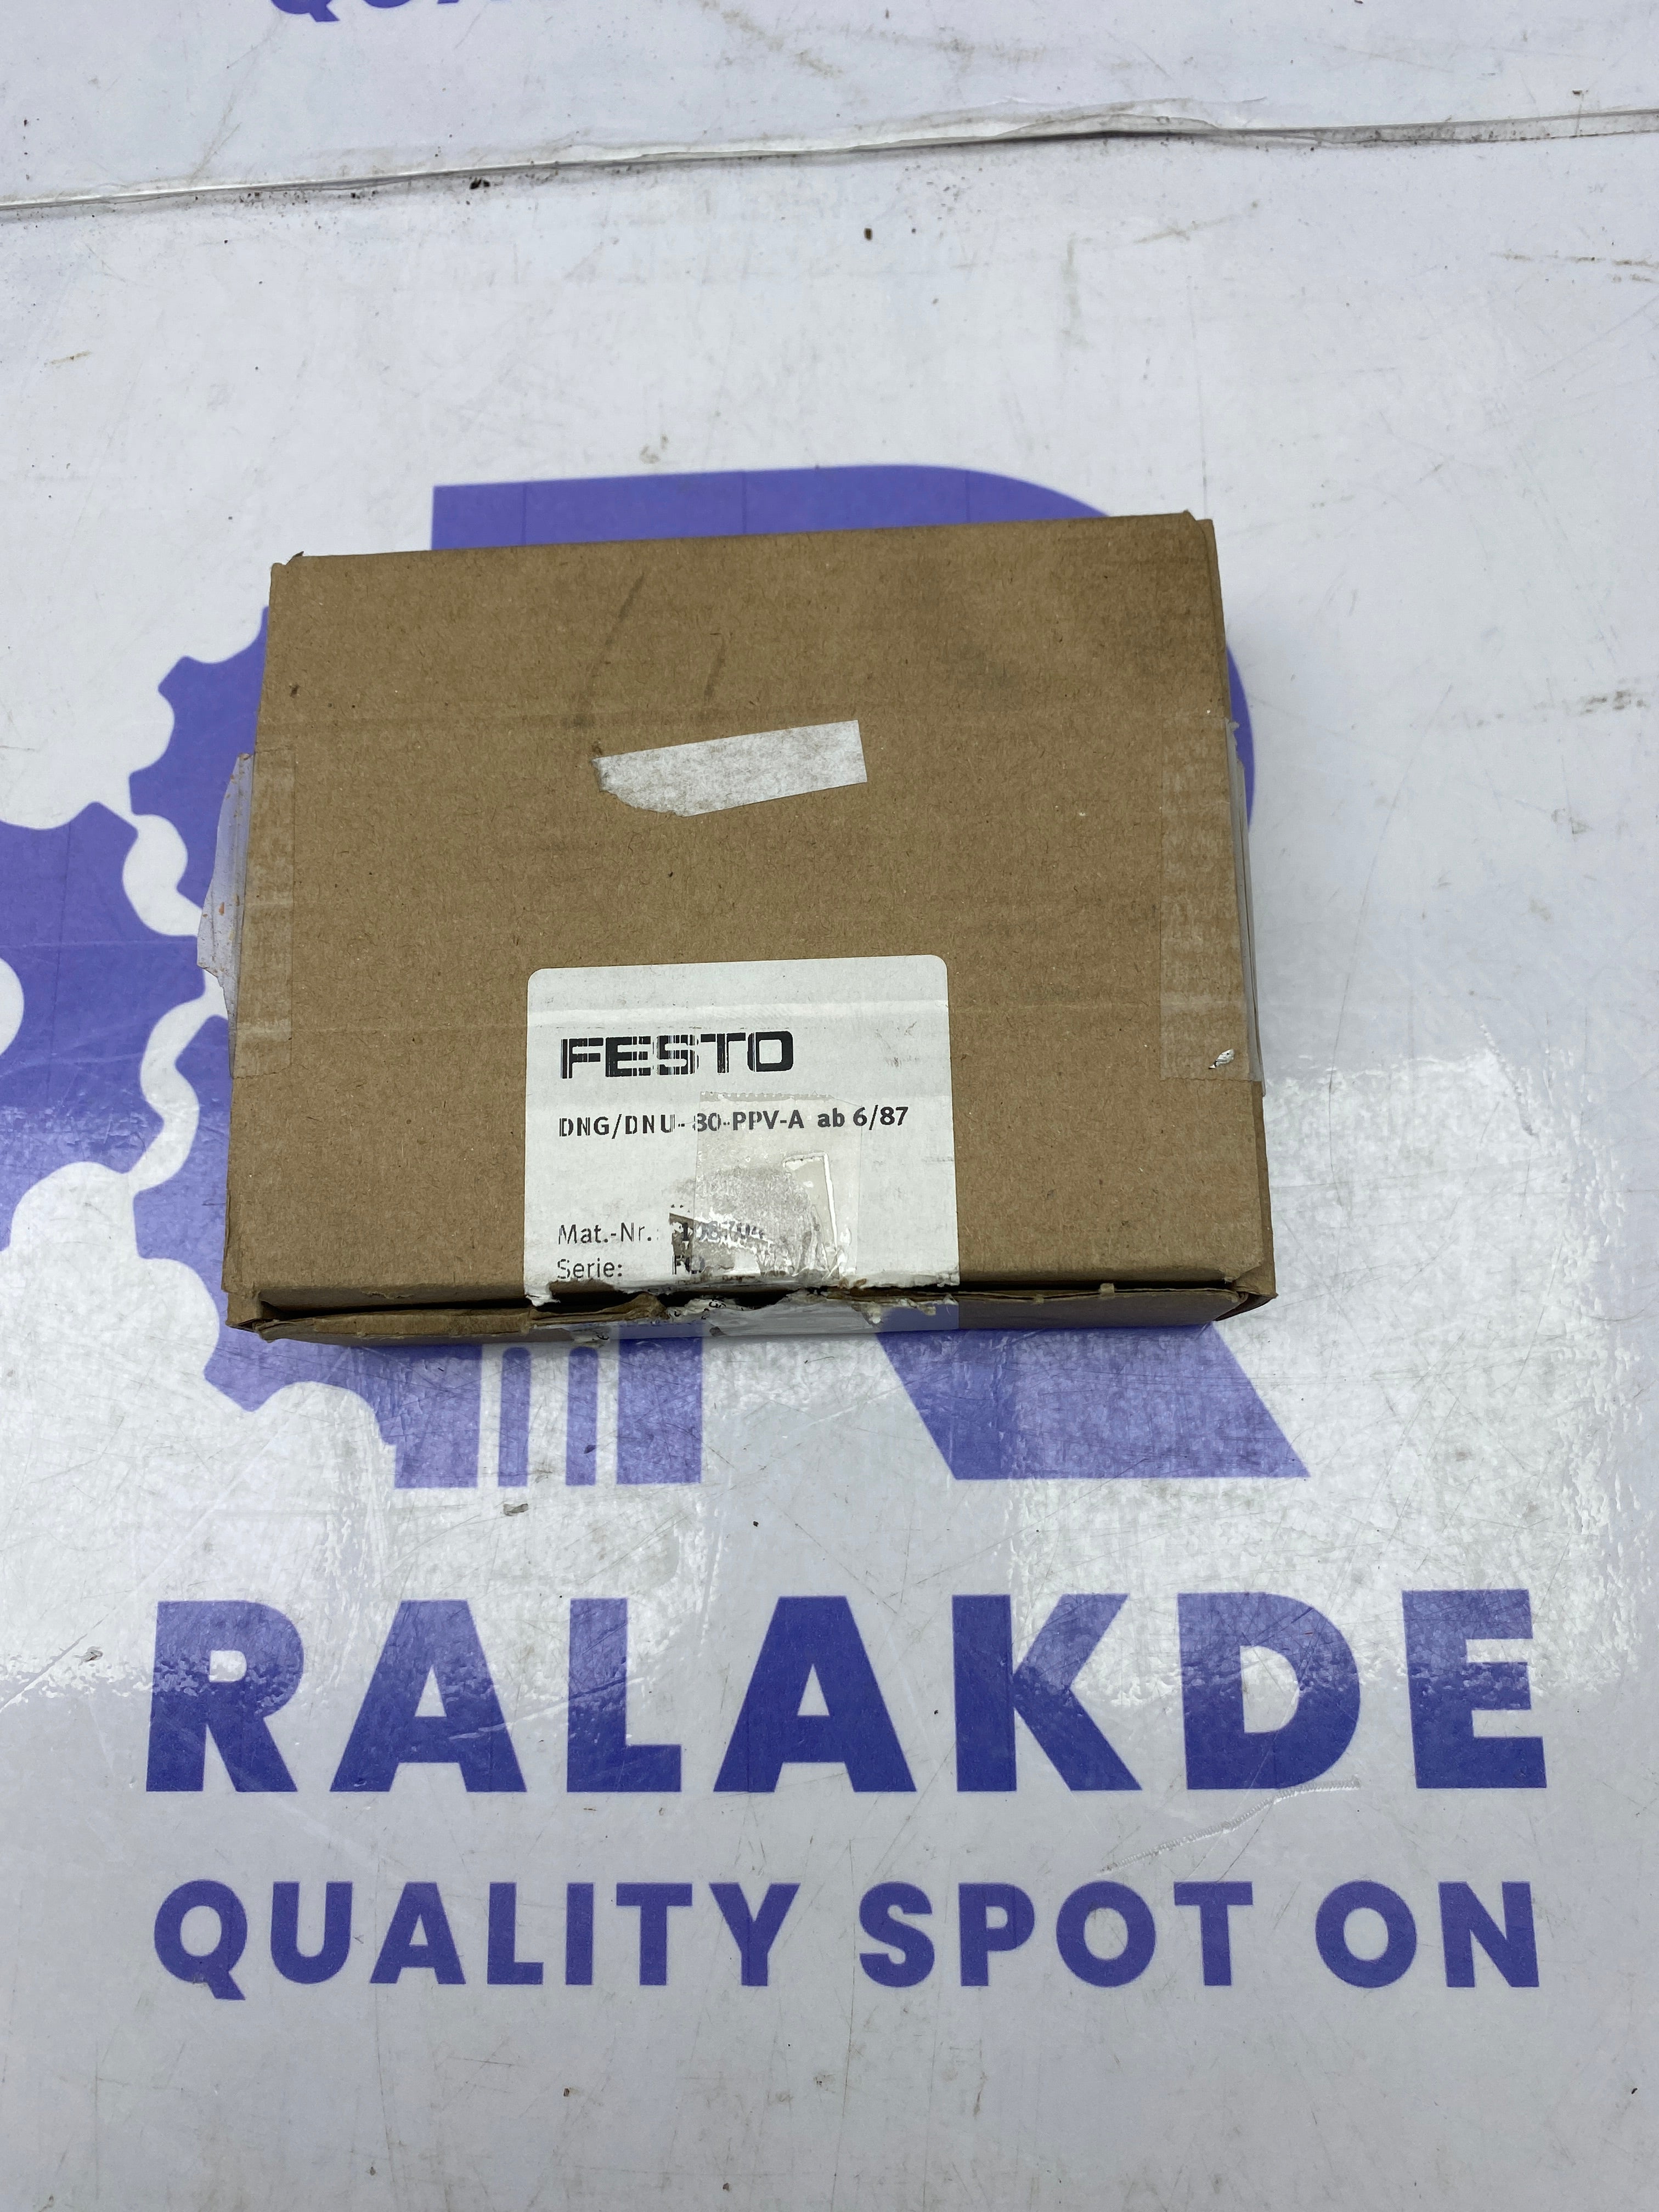 FESTO
DNG/DNU- 80-PPV-A ab 6/87
Mat.-Nr.:
Serie:
RALAKDE
QUALITY SPOT ON